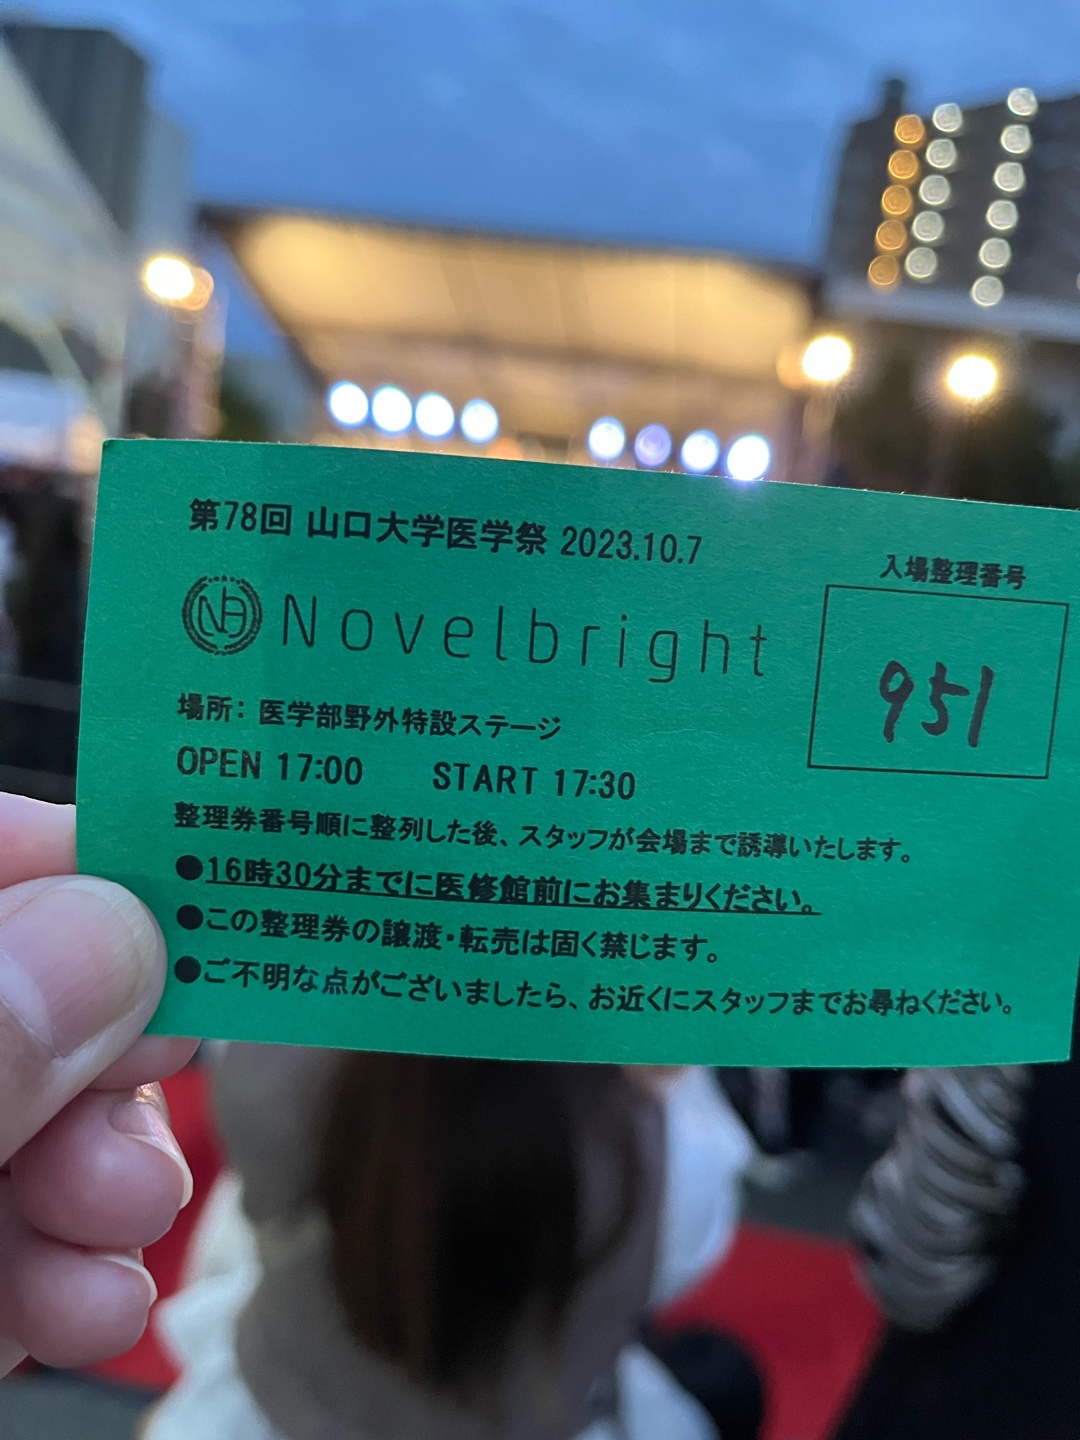 第78回 山口大学医学祭 2023.10.7
入場整理番号
NB Novelbright
951
場所： 医学部野外特設ステージ
OPEN 17:00 START 17:30
整理券番号順に整列した後、スタッフが会場まで誘導いたします。
●16時30分までに医修館前にお集まりください。
●この整理券の譲渡・転売は固く禁じます。
●ご不明な点がございましたら、お近くにスタッフまでお尋ねください。